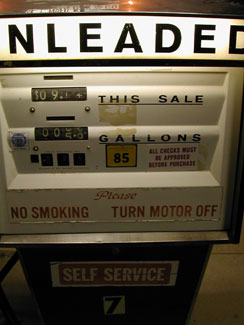 NLEADED
THIS SALE
GALLONS
85
ALL CHECKS MUST
BE APPROVED
BEFORE PURCHASE
Please
NO SMOKING TURN MOTOR OFF
SELF SERVICE
7